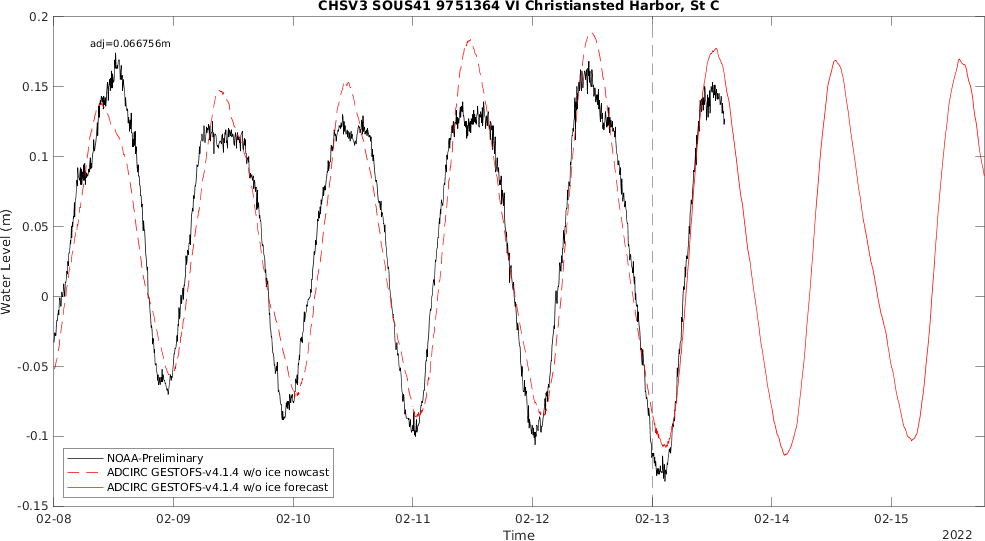 CHSV3 SOUS41 9751364 VI Christiansted Harbor, St C
adj=0.066756m
0.2
0.15
0.1
0.05
0
-0.05
-0.1
-0.15
Water Level (m)
NOAA-Preliminary
ADCIRC GESTOFS-v4.1.4 w/o ice nowcast
ADCIRC GESTOFS-v4.1.4 w/o ice forecast
02-08 02-09 02-10 02-11 02-12 02-13 02-14 02-15
Time
2022